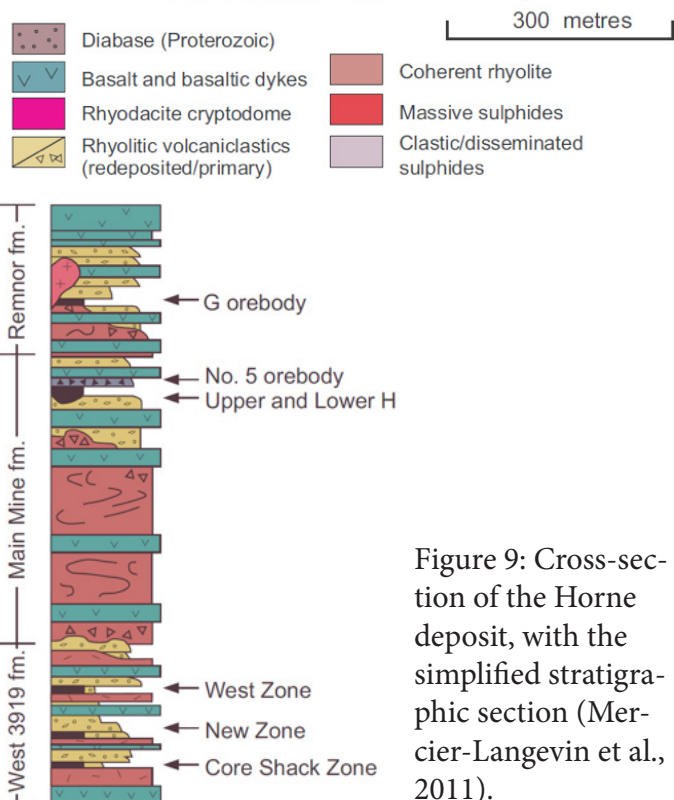 300 metres
Diabase (Proterozoic)
Basalt and basaltic dykes
Rhyodacite cryptodome
Rhyolitic volcaniclastics
(redeposited/primary)
Coherent rhyolite
Massive sulphides
Clastic/disseminated
sulphides
Remnor fm.
G orebody
No. 5 orebody
Upper and Lower H
Main Mine fm.
West 3919 fm.
West Zone
New Zone
Core Shack Zone
Figure 9: Cross-sec-
tion of the Horne
deposit, with the
simplified stratigra-
phic section (Mer-
cier-Langevin et al.,
2011).